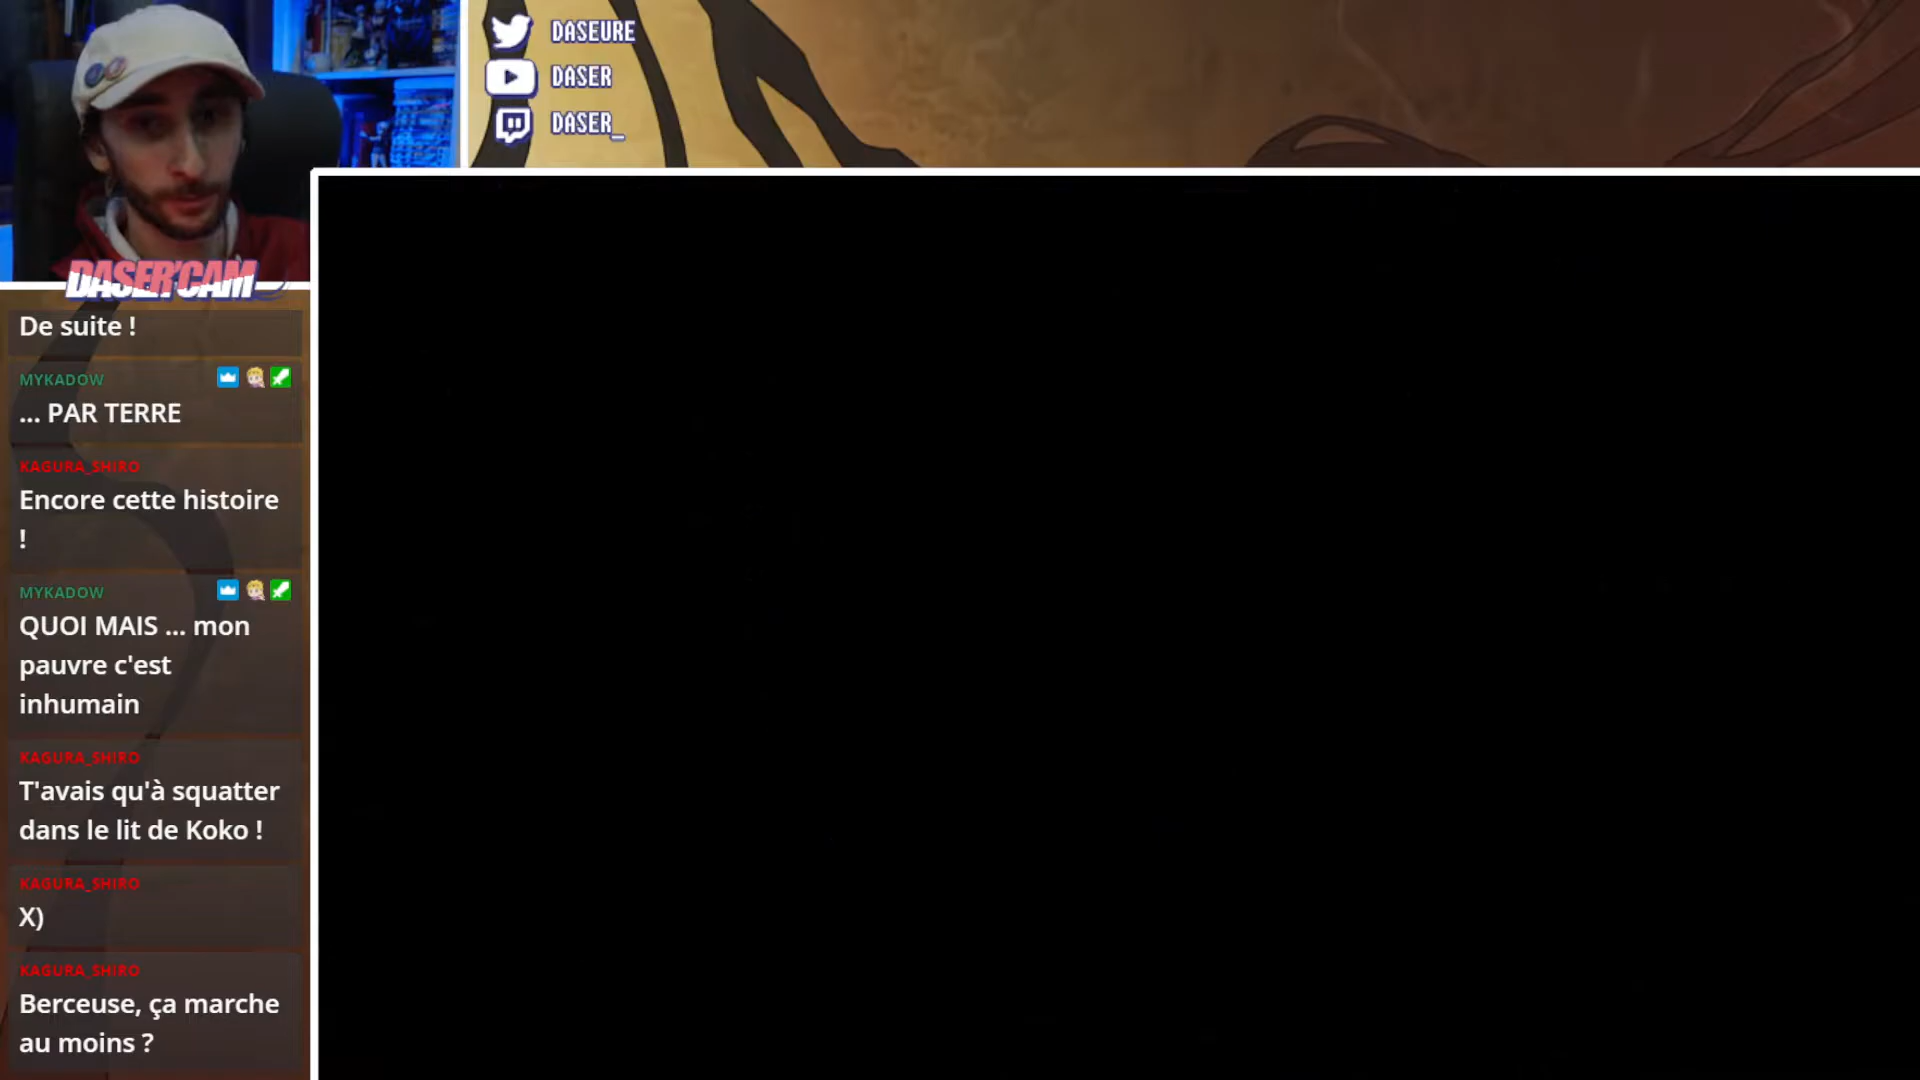 DASEURE
DASER
DASER_
DASER'CAM
De suite !
MYKADOW
... PAR TERRE
KAGURA_SHIRO
Encore cette histoire
!
MYKADOW
QUOI MAIS ... mon
pauvre c'est
inhumain
KAGURA_SHIRO
T'avais qu'à squatter
dans le lit de Koko !
KAGURA_SHIRO
X)
KAGURA_SHIRO
Berceuse, ça marche
au moins ?